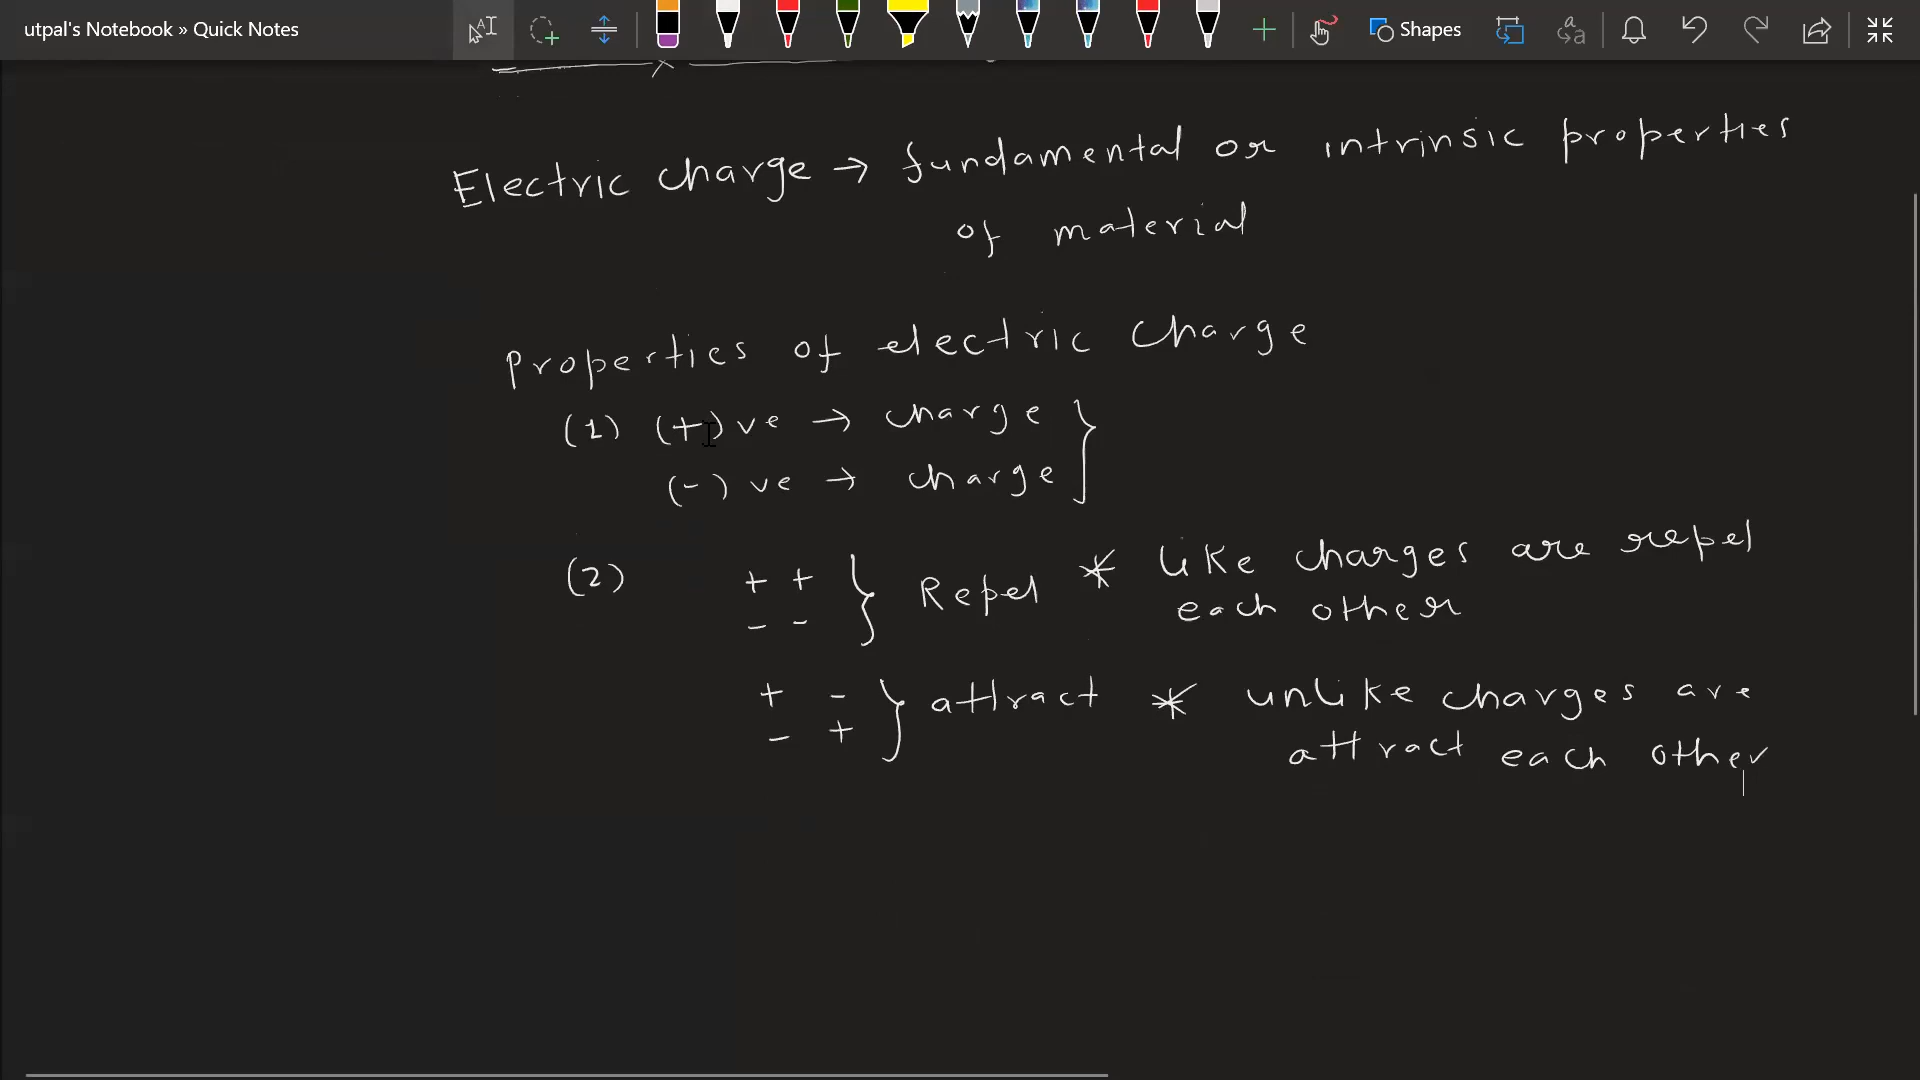 utpal's Notebook » Quick Notes
Shapes
Electric charge → fundamental or intrinsic properties
of material
Properties of electric charge
(1) (+)ve → charge
(-)ve → charge
(2) + + } Repel * like charges are repel
- - each other
+ - } attract * unlike charges are
- + attract each other